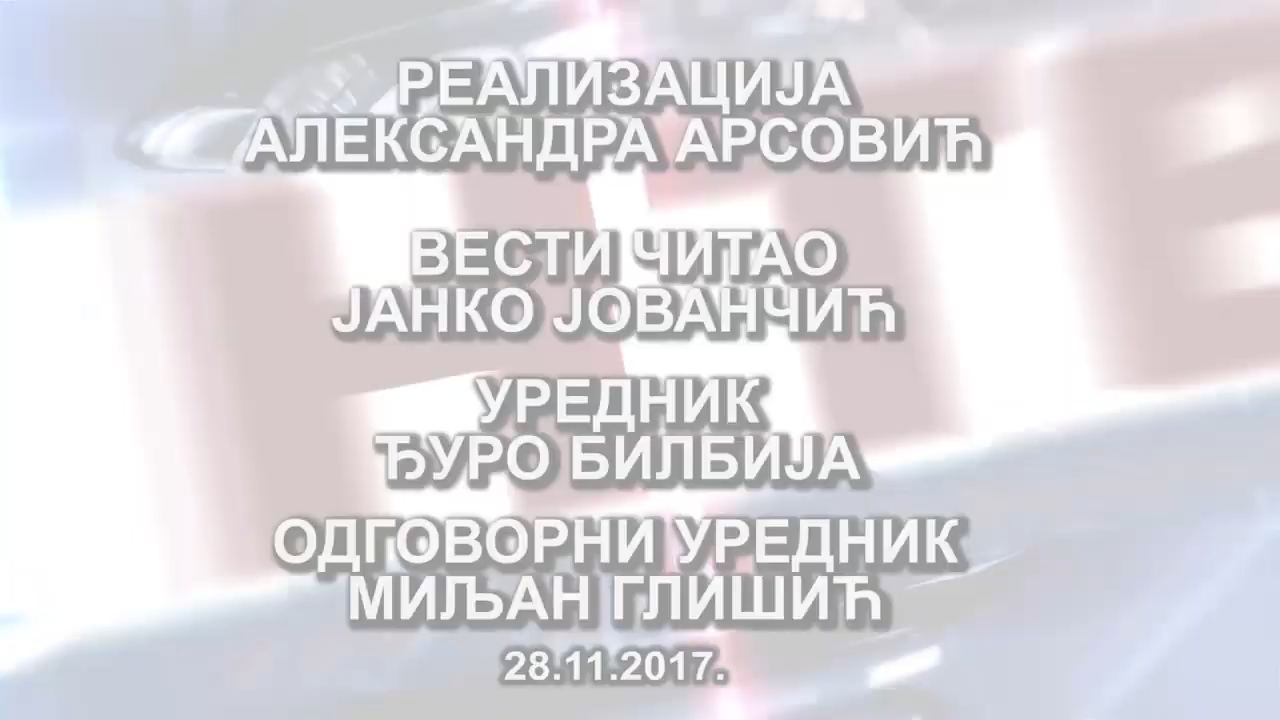 РЕАЛИЗАЦИЈА
АЛЕКСАНДРА АРСОВИЋ
ВЕСТИ ЧИТАО
ЈАНКО ЈОВАНЧИЋ
УРЕДНИК
ЂУРО БИЛБИЈА
ОДГОВОРНИ УРЕДНИК
МИЉАН ГЛИШИЋ
28.11.2017.